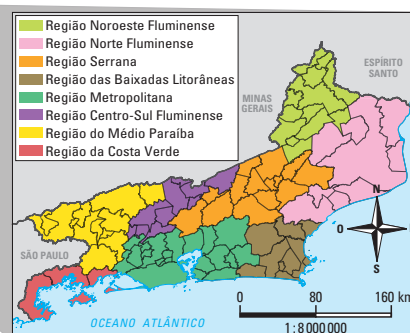 Região Noroeste Fluminense
Região Norte Fluminense
Região Serrana
Região das Baixadas Litorâneas
Região Metropolitana
Região Centro-Sul Fluminense
Região do Médio Paraíba
Região da Costa Verde
ESPÍRITO
SANTO
MINAS
GERAIS
SÃO PAULO
N
O
E
S
OCEANO ATLÂNTICO
0 80 160 km
1:8 000 000